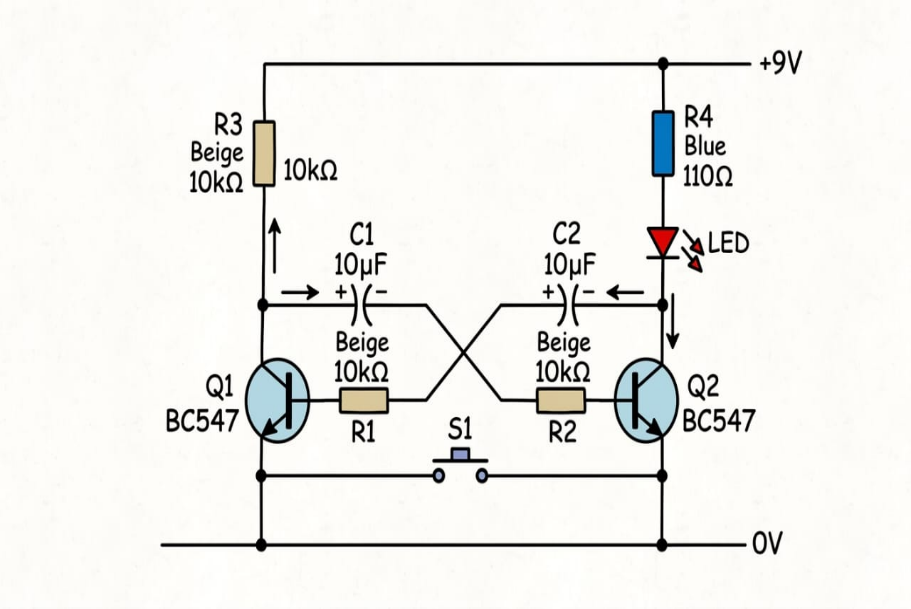 +9V
R3
Beige
10kΩ
10kΩ
R4
Blue
110Ω
C1
10µF
+ -
C2
10µF
+ -
LED
Beige
10kΩ
R1
Beige
10kΩ
R2
Q1
BC547
Q2
BC547
S1
0V